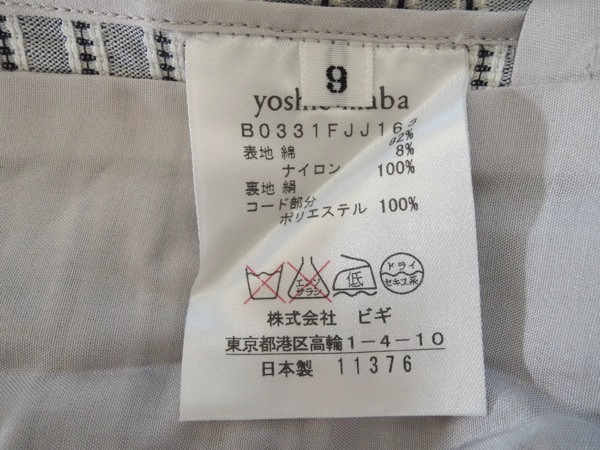 9
B0331FJJ16
表地 綿 92%
ナイロン 8%
裏地 絹 100%
コード部分
ポリエステル 100%
エンソ
サラシ
低
ドライ
セキユ系
株式会社 ビギ
東京都港区高輪1-4-10
日本製 11376